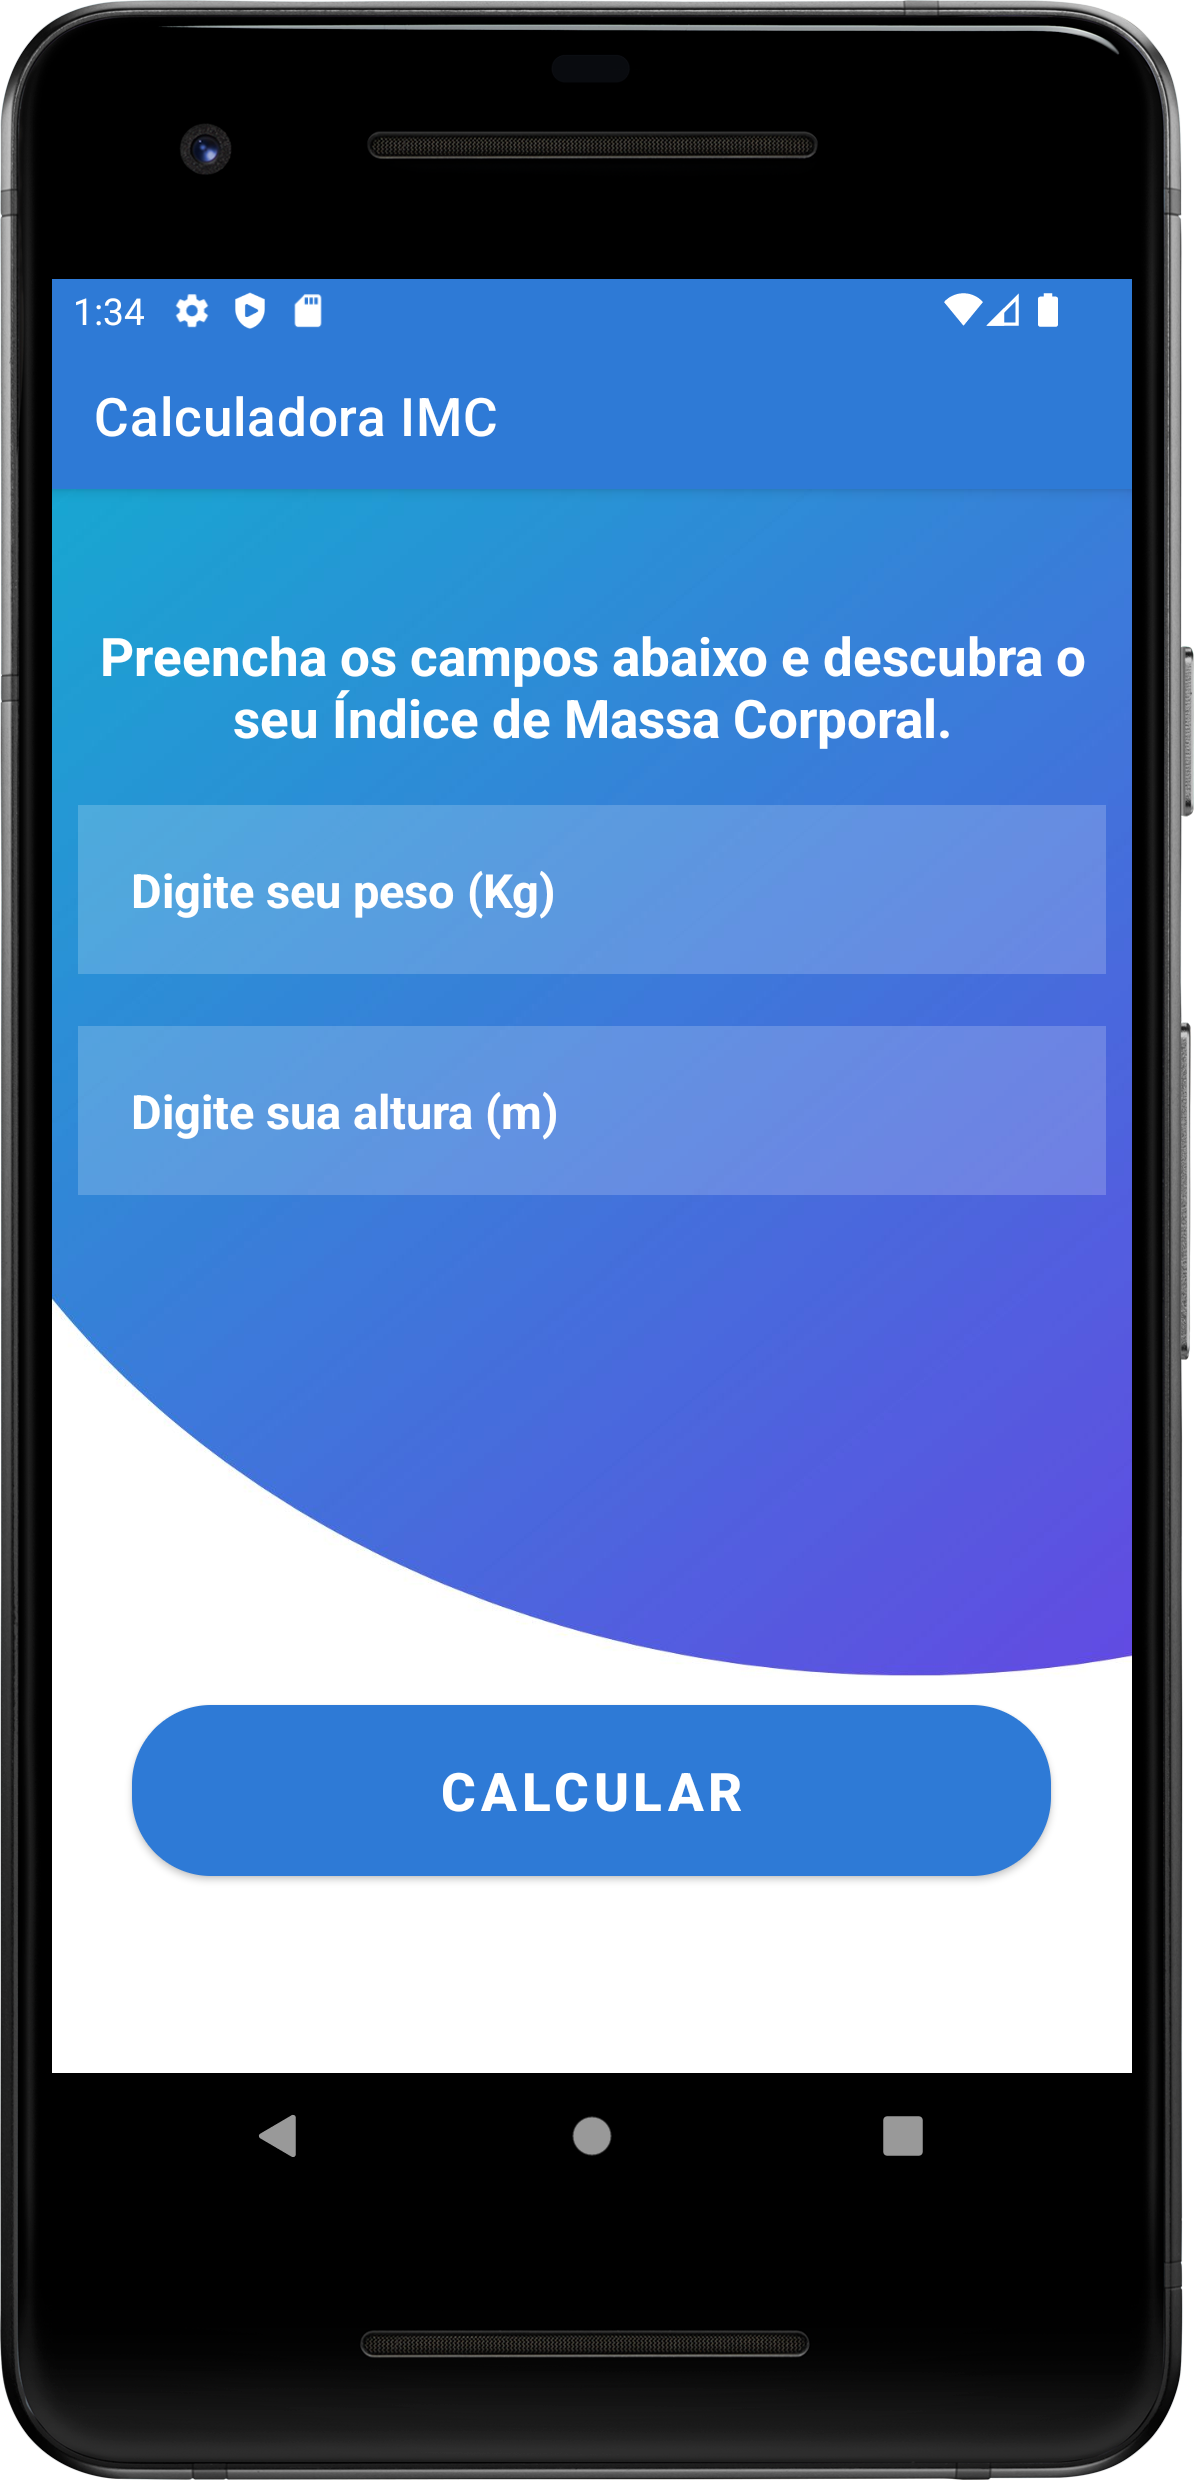 1:34
Calculadora IMC
Preencha os campos abaixo e descubra o
seu Índice de Massa Corporal.
Digite seu peso (Kg)
Digite sua altura (m)
CALCULAR